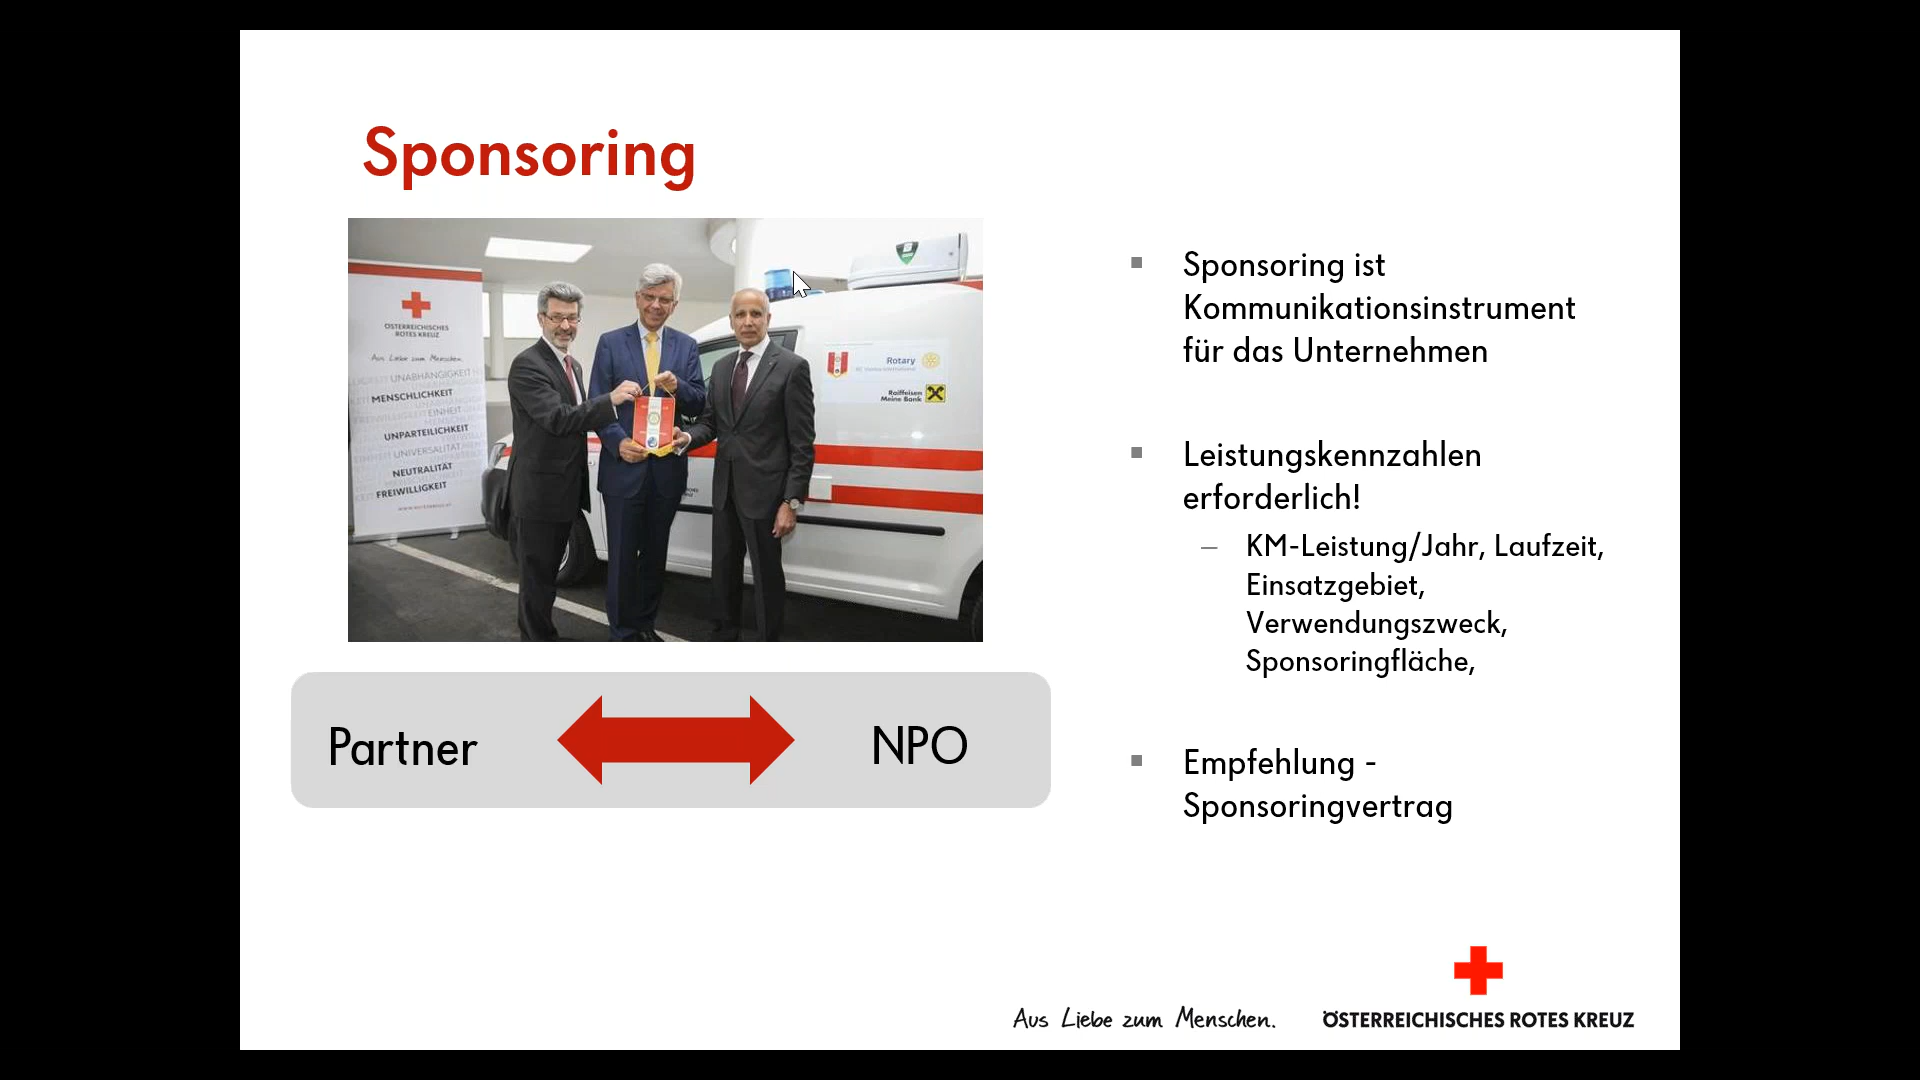 Sponsoring
ÖSTERREICHISCHES
ROTES KREUZ
Aus Liebe zum Menschen.
UNABHÄNGIGKEIT
MENSCHLICHKEIT
EINHEIT
UNPARTEILICHKEIT
UNIVERSALITÄT
NEUTRALITÄT
FREIWILLIGKEIT
Rotary
Raiffeisen
Meine Bank
Partner
NPO
Sponsoring ist
Kommunikationsinstrument
für das Unternehmen
Leistungskennzahlen
erforderlich!
– KM-Leistung/Jahr, Laufzeit,
Einsatzgebiet,
Verwendungszweck,
Sponsoringfläche,
Empfehlung -
Sponsoringvertrag
Aus Liebe zum Menschen.
ÖSTERREICHISCHES ROTES KREUZ